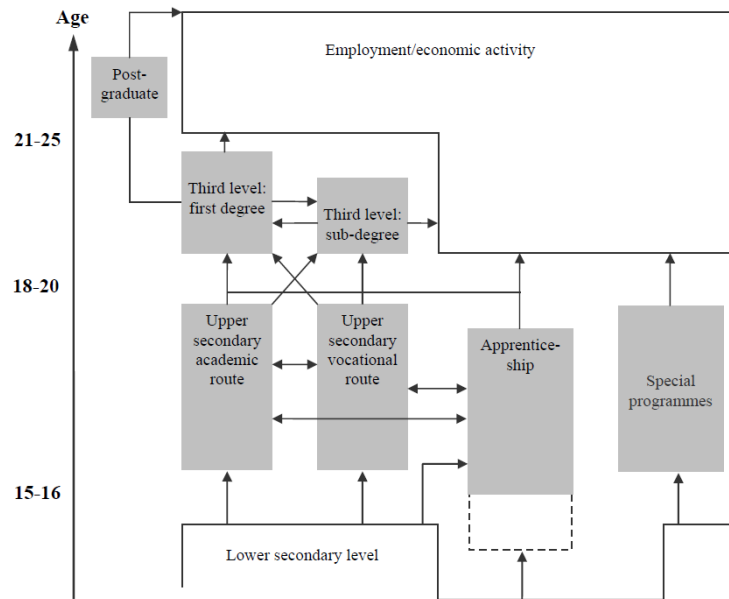 Age
Employment/economic activity
Post-
graduate
21-25
Third level:
first degree
Third level:
sub-degree
18-20
Upper
secondary
academic
route
Upper
secondary
vocational
route
Apprentice-
ship
Special
programmes
15-16
Lower secondary level